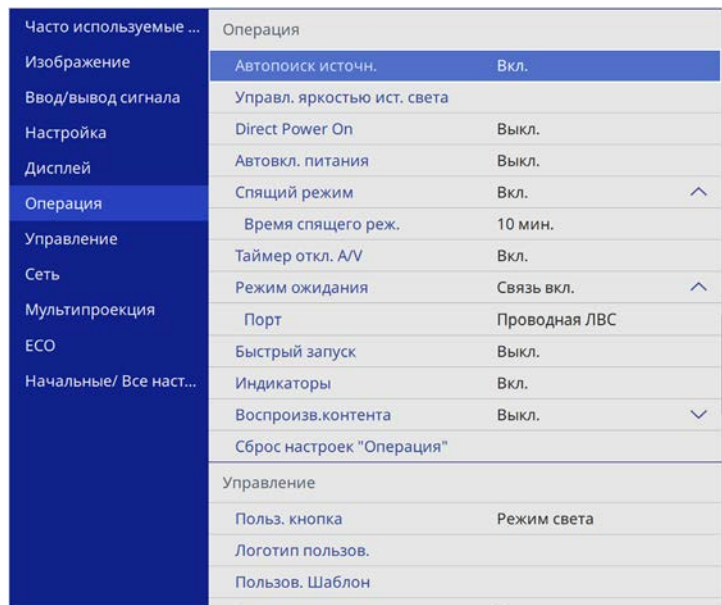 Часто используемые ...
Изображение
Ввод/вывод сигнала
Настройка
Дисплей
Операция
Управление
Сеть
Мультипроекция
ECO
Начальные/ Все наст...
Операция
Автопоиск источн. Вкл.
Управл. яркостью ист. света
Direct Power On Выкл.
Автовкл. питания Выкл.
Спящий режим Вкл.
Время спящего реж. 10 мин.
Таймер откл. A/V Вкл.
Режим ожидания Связь вкл.
Порт Проводная ЛВС
Быстрый запуск Выкл.
Индикаторы Вкл.
Воспроизв.контента Выкл.
Сброс настроек "Операция"
Управление
Польз. кнопка Режим света
Логотип пользов.
Пользов. Шаблон